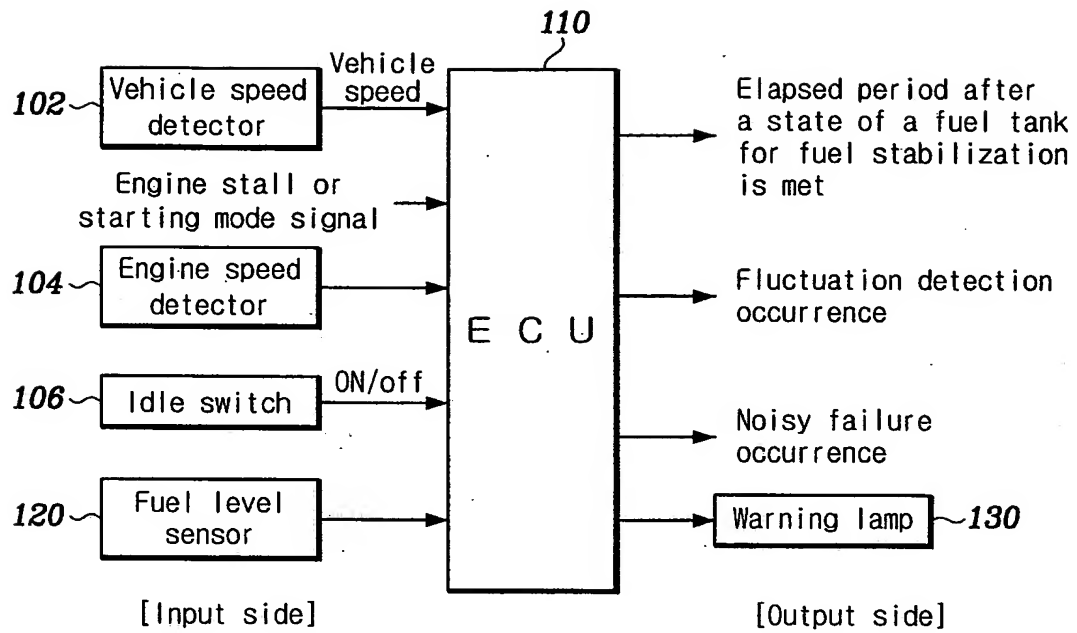 110
102
Vehicle speed
detector
Vehicle
speed
Engine stall or
starting mode signal
104
Engine speed
detector
106
Idle switch
ON/off
120
Fuel level
sensor
[Input side]
E C U
Elapsed period after
a state of a fuel tank
for fuel stabilization
is met
Fluctuation detection
occurrence
Noisy failure
occurrence
Warning lamp
130
[Output side]